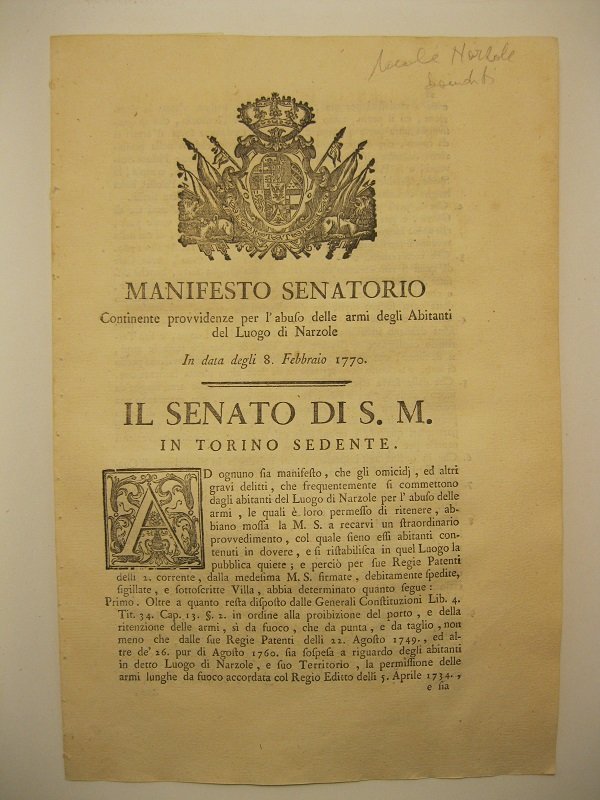 Narzole
banditi
MANIFESTO SENATORIO
Continente provvidenze per l'abuſo delle armi degli Abitanti
del Luogo di Narzole
In data degli 8. Febbraio 1770.
IL SENATO DI S. M.
IN TORINO SEDENTE.
AD ognuno ſia manifeſto, che gli omicidj, ed altri
gravi delitti, che frequentemente ſi commettono
dagli abitanti del Luogo di Narzole per l'abuſo delle
armi, le quali è loro permeſſo di ritenere, ab-
biano moſſa la M. S. a recarvi un ſtraordinario
provvedimento, col quale ſieno eſſi abitanti con-
tenuti in dovere, e ſi riſtabiliſca in quel Luogo la
pubblica quiete; e perciò per ſue Regie Patenti
delli 2. corrente, dalla medeſima M. S. firmate, debitamente ſpedite,
ſigillate, e ſottoſcritte Villa, abbia determinato quanto ſegue:
Primo. Oltre a quanto reſta diſpoſto dalle Generali Conſtituzioni Lib. 4.
Tit. 34. Cap. 13. §. 2. in ordine alla proibizione del porto, e della
ritenzione delle armi, sì da fuoco, che da punta, e da taglio, non
meno che dalle ſue Regie Patenti delli 22. Agoſto 1749., ed al-
tre de' 26. pur di Agoſto 1760. ſia ſoſpeſa a riguardo degli abitanti
in detto Luogo di Narzole, e ſuo Territorio, la permiſſione delle
armi lunghe da fuoco accordata col Regio Editto delli 5. Aprile 1734.,
e ſia